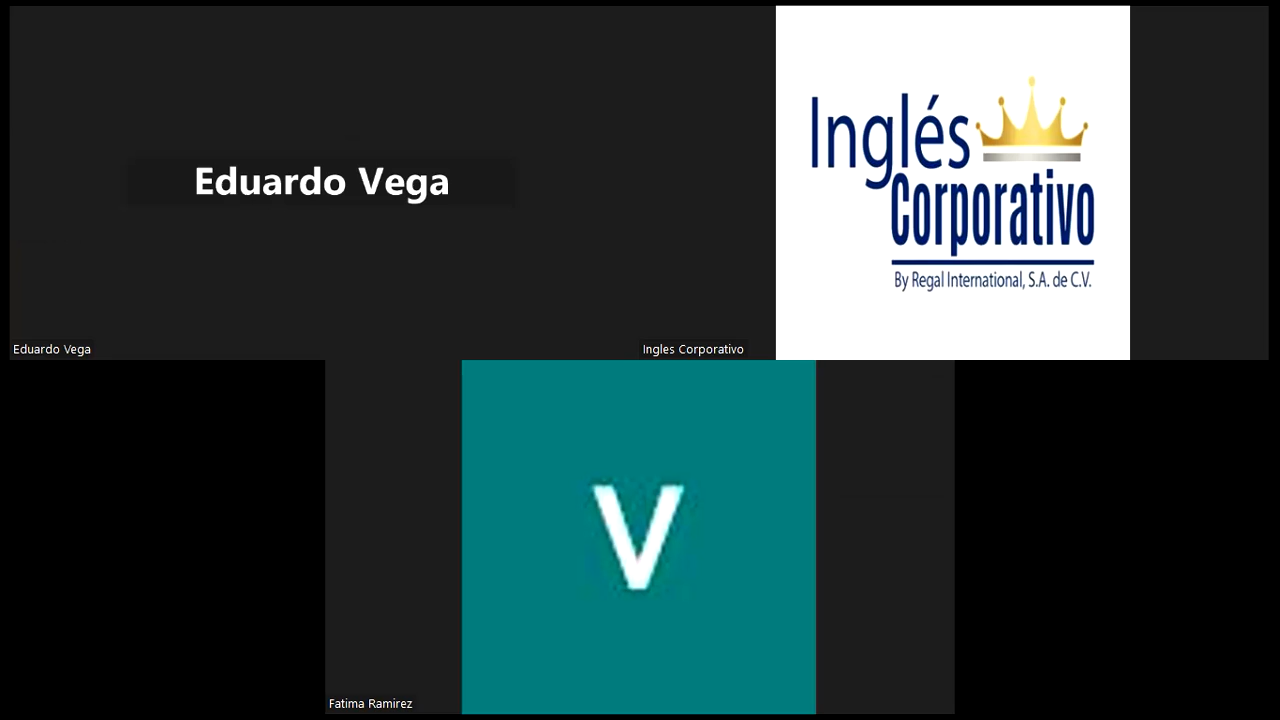 Eduardo Vega
Eduardo Vega
Inglés
Corporativo
By Regal International, S.A. de C.V.
Ingles Corporativo
V
Fatima Ramirez